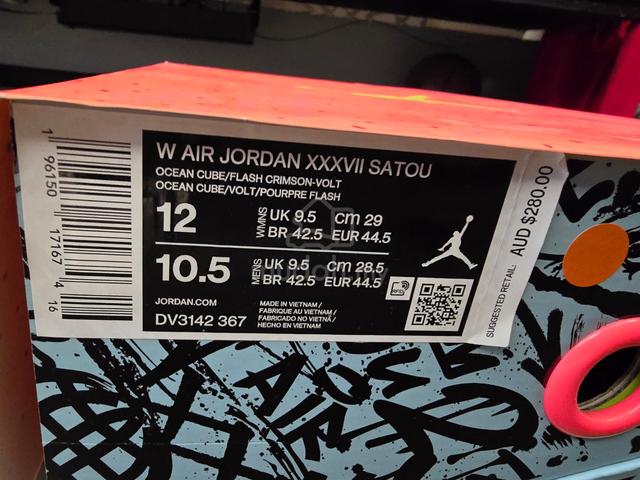 W AIR JORDAN XXXVII SATOU
OCEAN CUBE/FLASH CRIMSON-VOLT
OCEAN CUBE/VOLT/POURPRE FLASH
12 WMNS UK 9.5 cm 29
BR 42.5 EUR 44.5
10.5 MENS UK 9.5 cm 28.5
BR 42.5 EUR 44.5
JORDAN.COM
DV3142 367
MADE IN VIETNAM /
FABRIQUE AU VIETNAM /
FABRICADO NO VIETNAM /
HECHO EN VIETNAM
1 96150 17167 4 16
SUGGESTED RETAIL: AUD $280.00
AIR